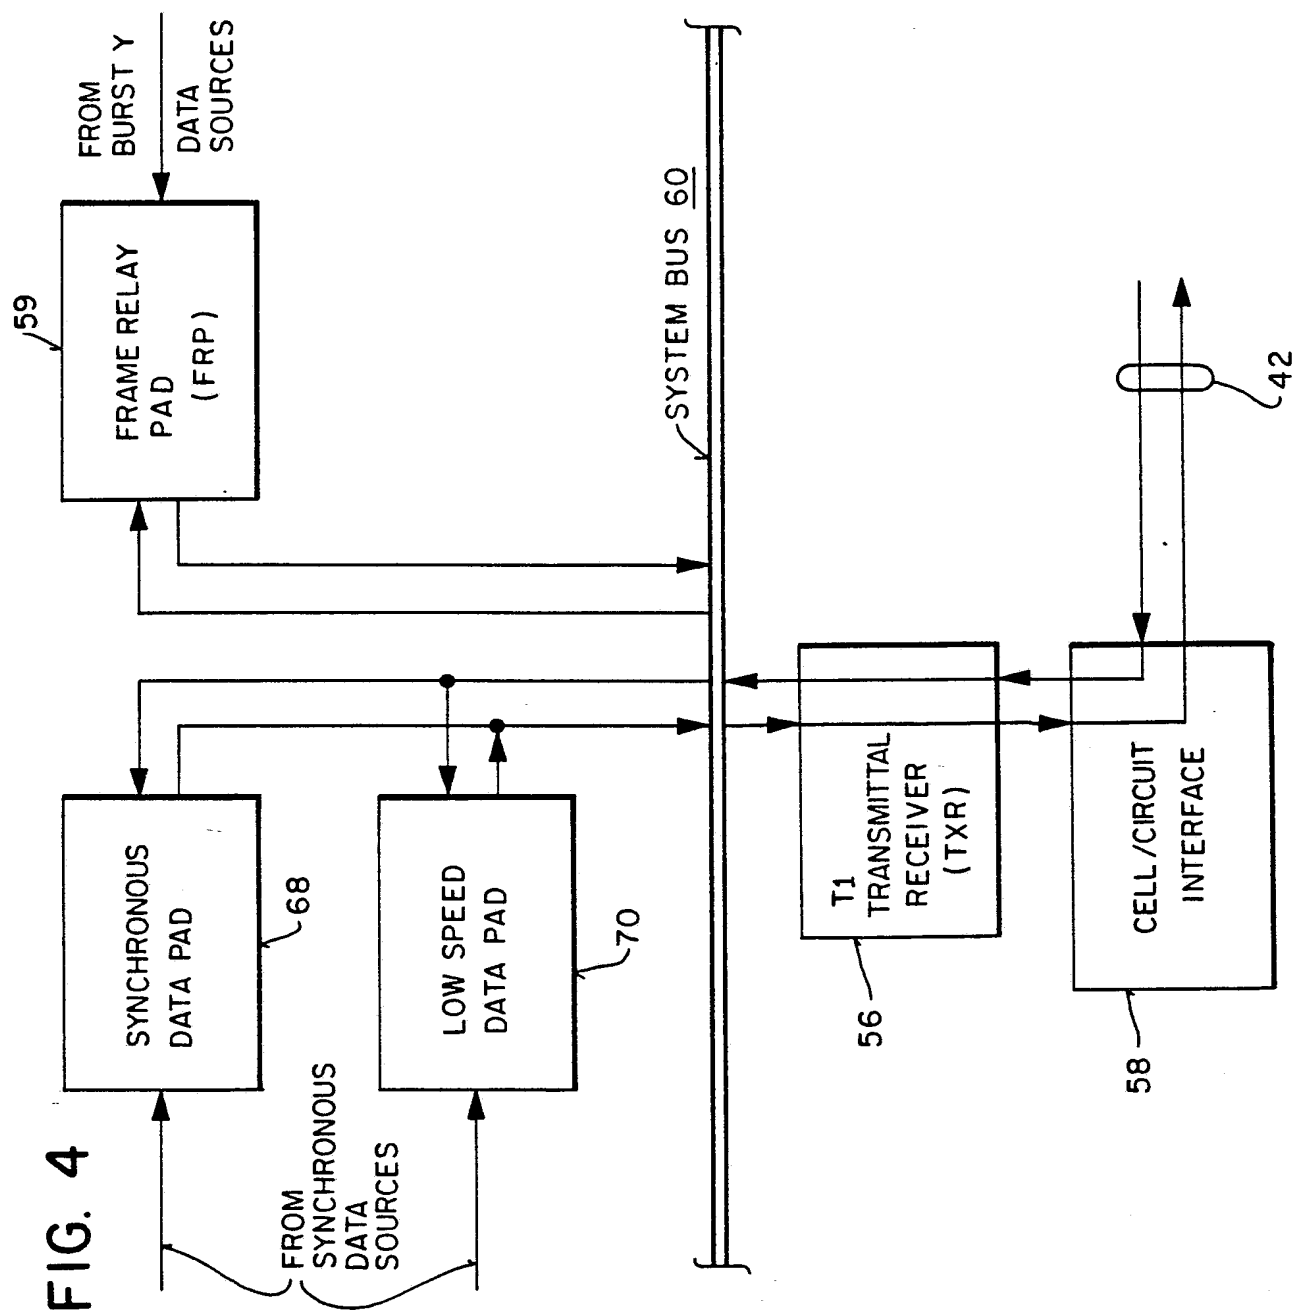 FIG. 4
FROM
SYNCHRONOUS
DATA
SOURCES
SYNCHRONOUS
DATA PAD
68
LOW SPEED
DATA PAD
70
59
FRAME RELAY
PAD
(FRP)
FROM
BURST Y
DATA
SOURCES
SYSTEM BUS 60
T1
TRANSMITTAL
RECEIVER
(TXR)
56
CELL/CIRCUIT
INTERFACE
58
42